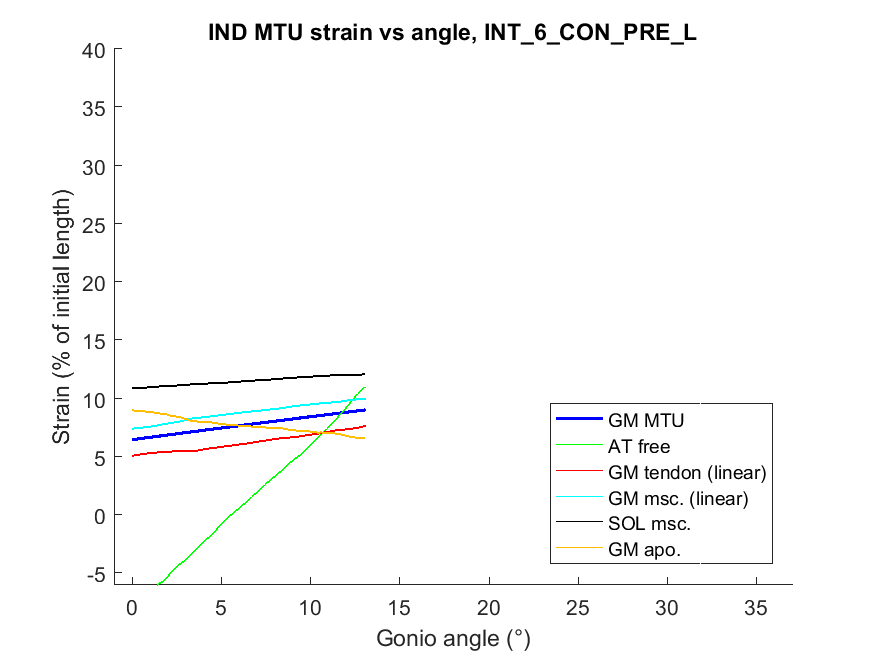 IND MTU strain vs angle, INT_6_CON_PRE_L
40
35
30
25
20
15
10
5
0
-5
Strain (% of initial length)
0 5 10 15 20 25 30 35
Gonio angle (°)
GM MTU
AT free
GM tendon (linear)
GM msc. (linear)
SOL msc.
GM apo.